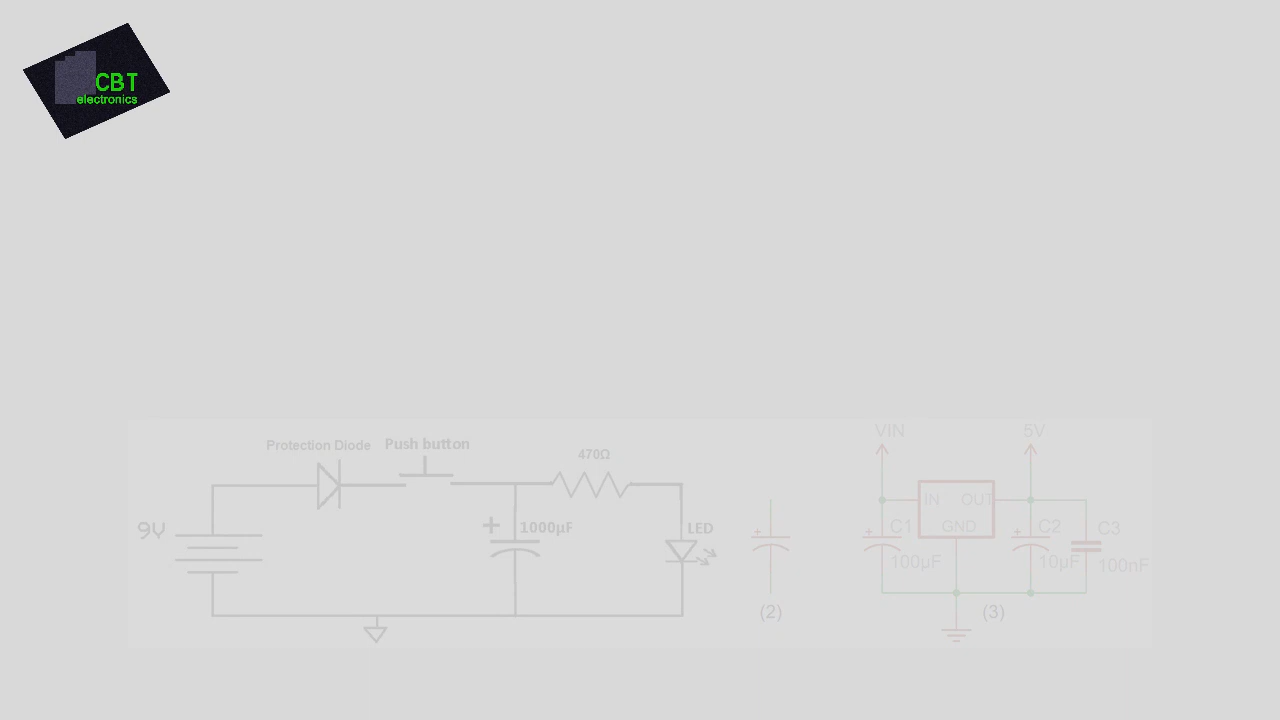 CBT
electronics
Protection Diode
Push button
470Ω
9V
1000µF
LED
(2)
VIN
5V
IN
OUT
GND
C1
100µF
C2
10µF
C3
100nF
(3)